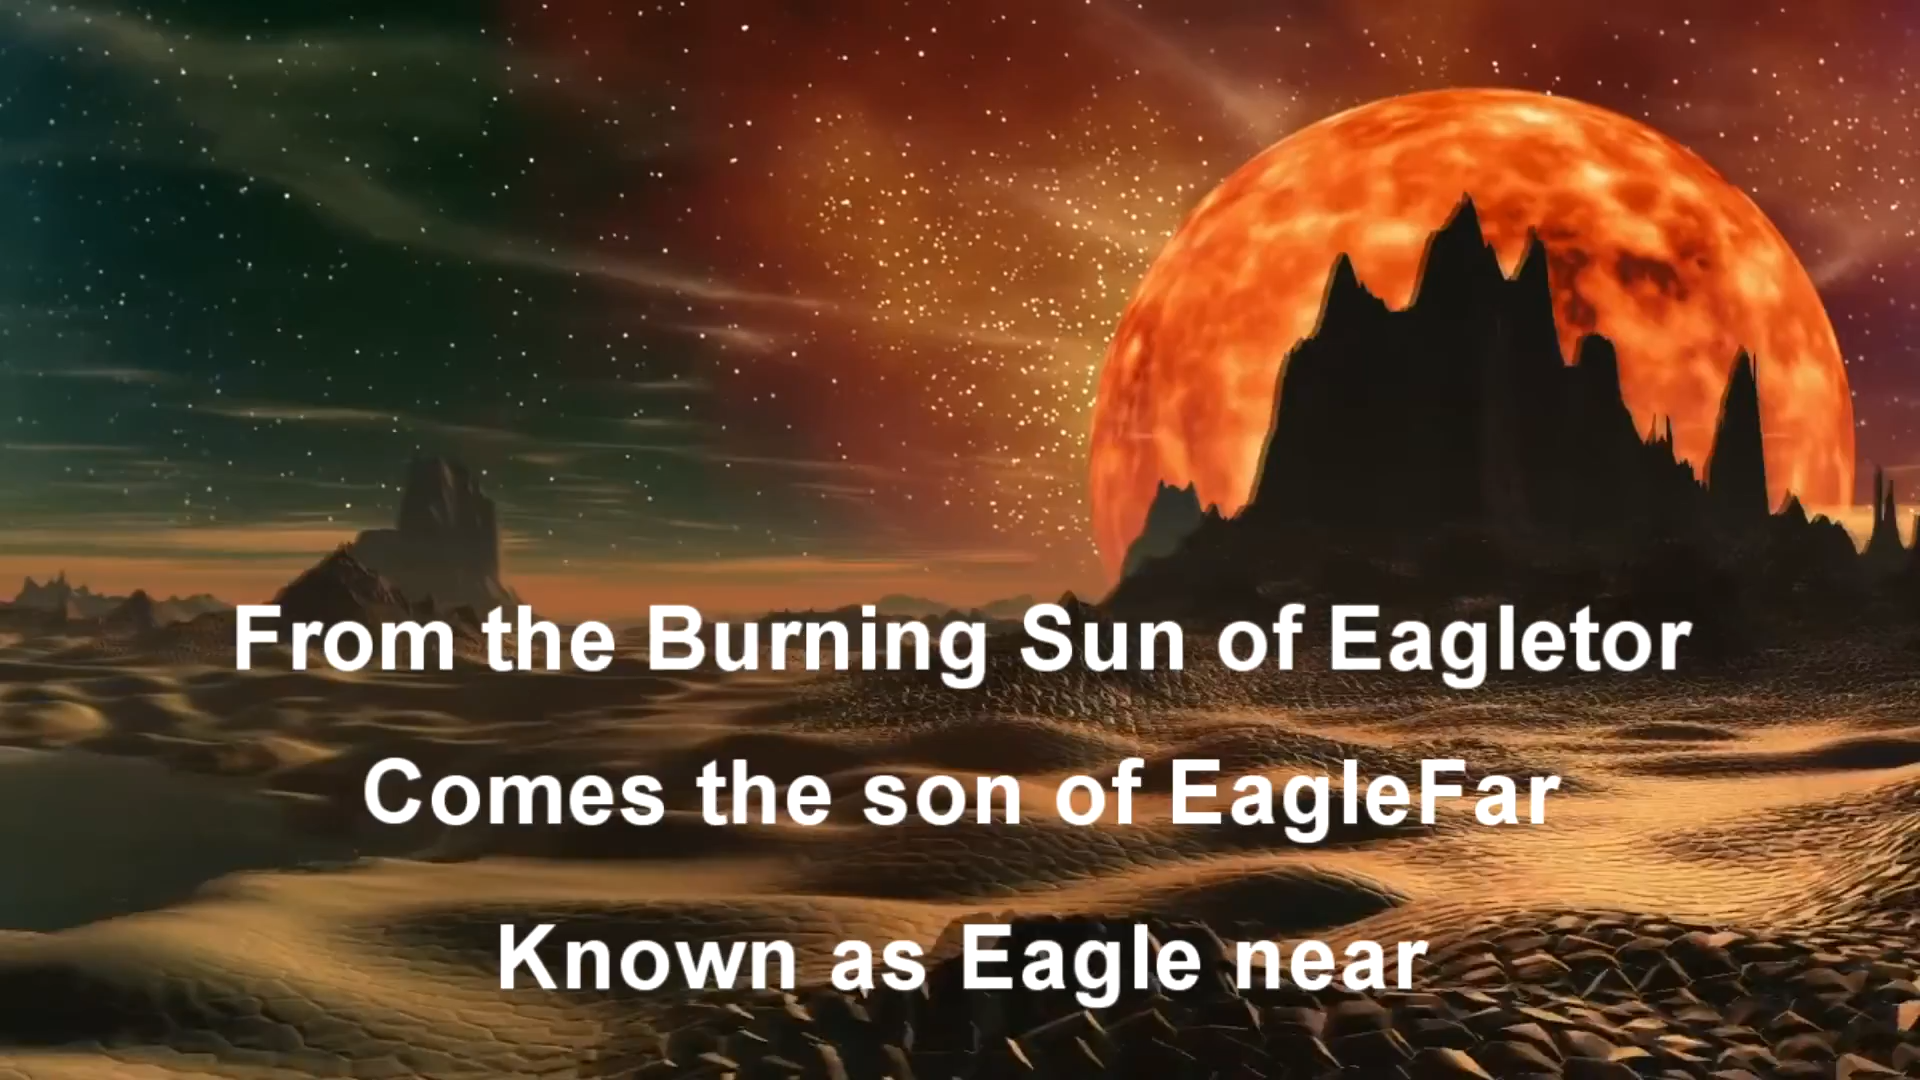 From the Burning Sun of Eagletor
Comes the son of EagleFar
Known as Eagle near